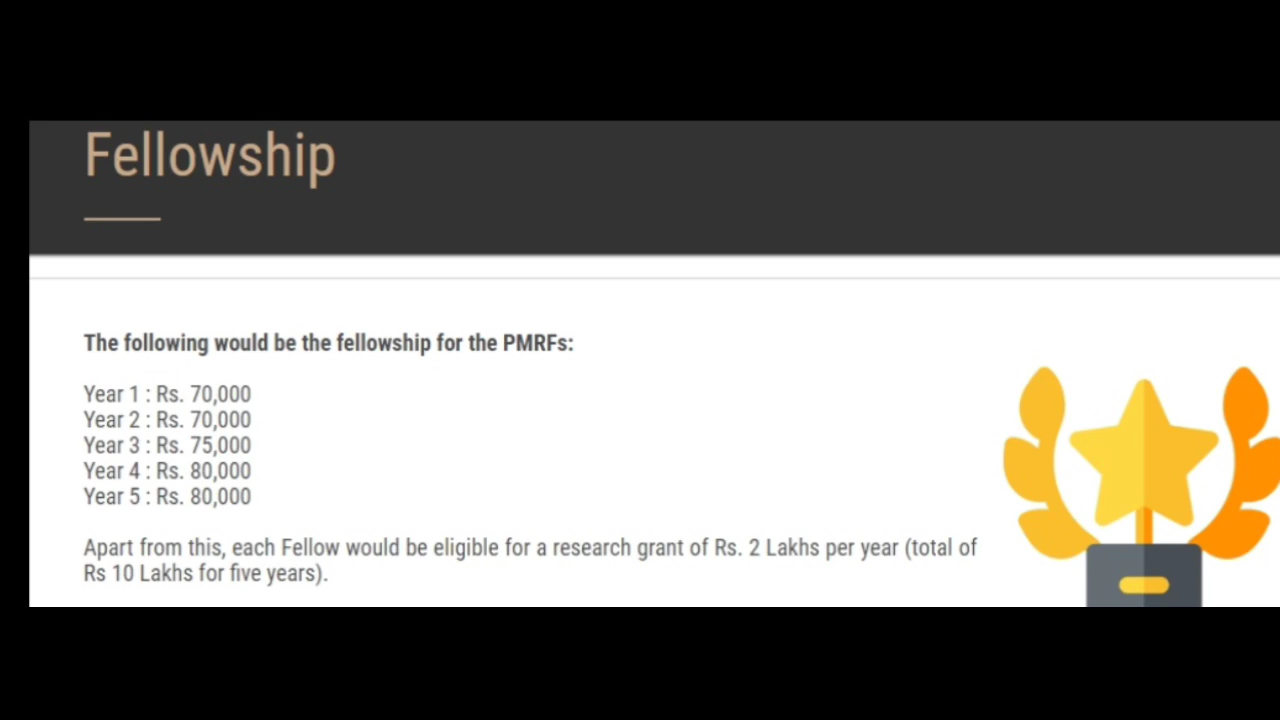 Fellowship
The following would be the fellowship for the PMRFs:
Year 1 : Rs. 70,000
Year 2 : Rs. 70,000
Year 3 : Rs. 75,000
Year 4 : Rs. 80,000
Year 5 : Rs. 80,000
Apart from this, each Fellow would be eligible for a research grant of Rs. 2 Lakhs per year (total of
Rs 10 Lakhs for five years).